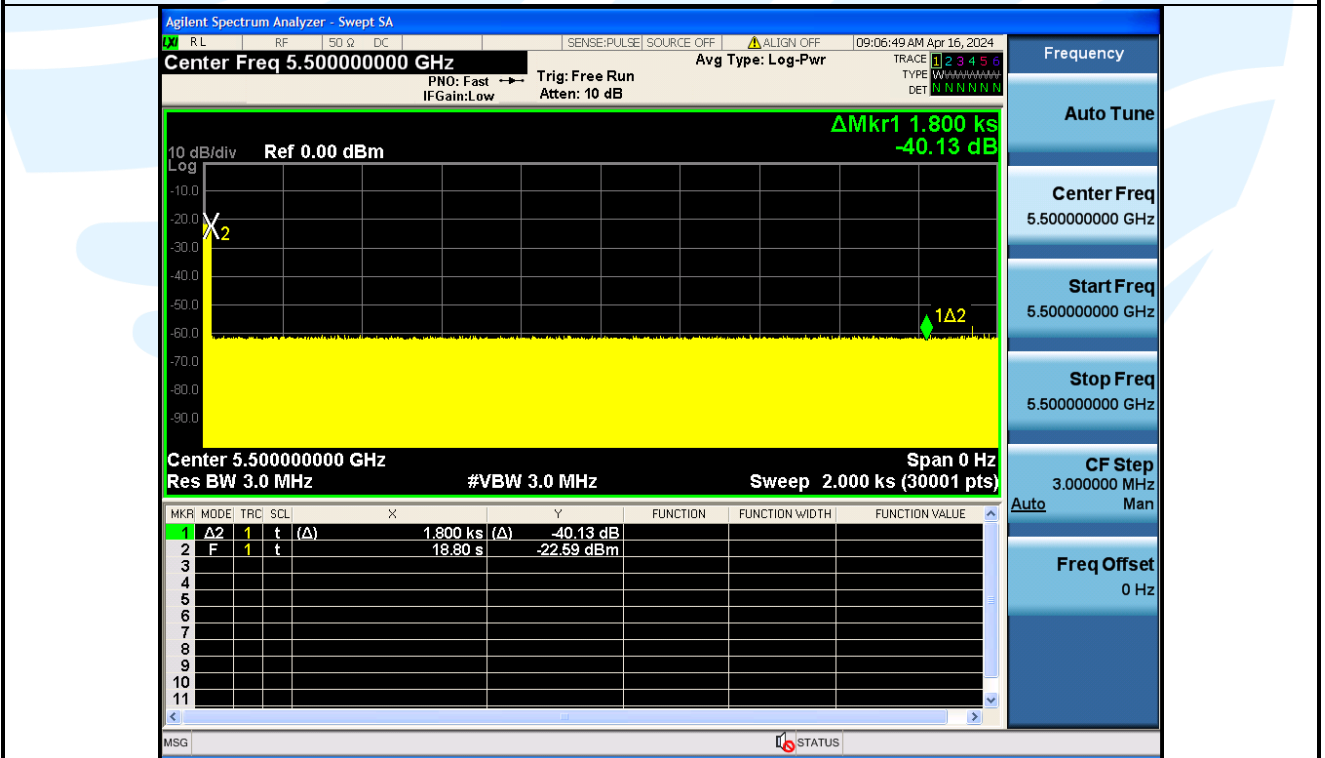 Agilent Spectrum Analyzer - Swept SA
LXI RL RF 50 Ω DC SENSE:PULSE SOURCE OFF ALIGN OFF 09:06:49 AM Apr 16, 2024
Center Freq 5.500000000 GHz
PNO: Fast
IFGain:Low
Trig: Free Run
Atten: 10 dB
Avg Type: Log-Pwr
TRACE 1 2 3 4 5 6
TYPE WWWWWW
DET N N N N N N
ΔMkr1 1.800 ks
-40.13 dB
10 dB/div Ref 0.00 dBm
Log
-10.0
-20.0
-30.0
-40.0
-50.0
-60.0
-70.0
-80.0
-90.0
2
1Δ2
Center 5.500000000 GHz Span 0 Hz
Res BW 3.0 MHz #VBW 3.0 MHz Sweep 2.000 ks (30001 pts)
MKR MODE TRC SCL X Y FUNCTION FUNCTION WIDTH FUNCTION VALUE
1 Δ2 1 t (Δ) 1.800 ks (Δ) -40.13 dB
2 F 1 t 18.80 s -22.59 dBm
3
4
5
6
7
8
9
10
11
MSG STATUS
Frequency
Auto Tune
Center Freq
5.500000000 GHz
Start Freq
5.500000000 GHz
Stop Freq
5.500000000 GHz
CF Step
3.000000 MHz
Auto Man
Freq Offset
0 Hz